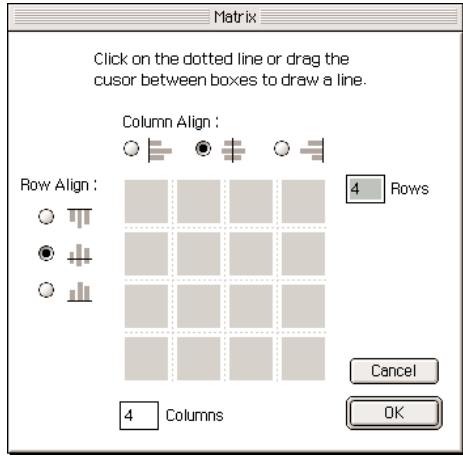 Matrix
Click on the dotted line or drag the
cusor between boxes to draw a line.
Column Align :
Row Align :
4 Rows
Cancel
4 Columns
OK